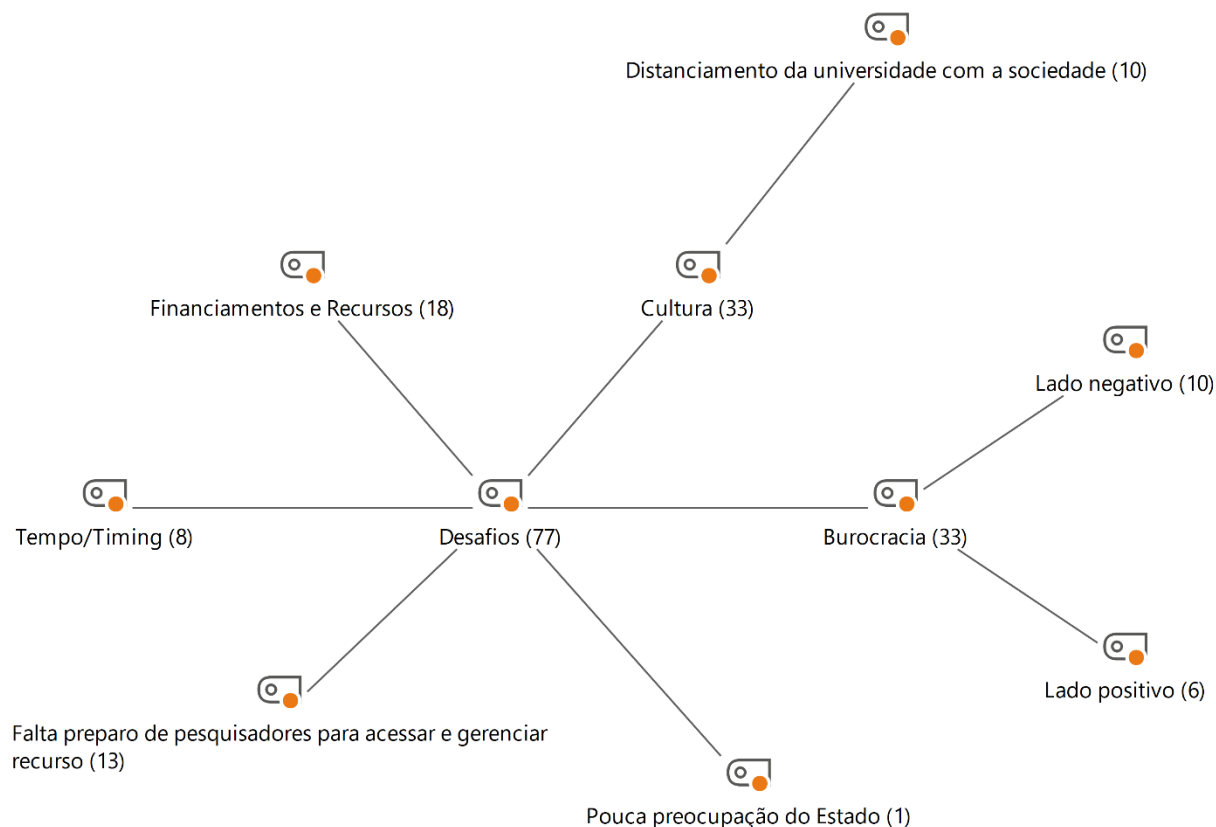 Distanciamento da universidade com a sociedade (10)
Financiamentos e Recursos (18)
Cultura (33)
Lado negativo (10)
Tempo/Timing (8)
Desafios (77)
Burocracia (33)
Lado positivo (6)
Falta preparo de pesquisadores para acessar e gerenciar
recurso (13)
Pouca preocupação do Estado (1)